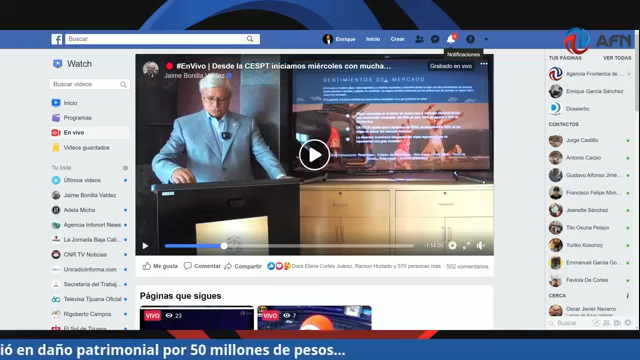 AFN
Buscar
Enrique
Inicio
Crear
Notificaciones
Watch
Buscar videos
Inicio
Programas
En vivo
Videos guardados
Tu lista
Últimos videos
Jaime Bonilla Valdez
Adela Micha
Agencia Infonort News
La Jornada Baja Cali...
CNR TV Noticias
Uniradioinforma.com
Secretaría del Traba...
Televisa Tijuana Oficial
Rigoberto Campos
El Sol de Tijuana
#EnVivo | Desde la CESPT iniciamos miércoles con mucha...
Jaime Bonilla Valdez
Grabado en vivo
SENTIMIENTOS DEL MERCADO
-1:14:05
Me gusta
Comentar
Compartir
Dora Elena Cortés Juárez, Ramon Hurtado y 570 personas más
502 comentarios
Páginas que sigues
VIVO 23
VIVO 7
TUS PÁGINAS
VER TODAS
Agencia Fronteriza de ...
Enrique García Sánchez
Dossierbc
CONTACTOS
Jorge Castillo
Antonio Carpio
Gustavo Alfonso Jimé...
Francisco Felipe Mon...
Jeanette Sánchez
Tito Osuna Pelayo
Yuriko Kosonoy
Emmanuel Garcia Go...
Faviola De Cortes
CERCA
Oscar Javier Navarro
Buscar
ió en daño patrimonial por 50 millones de pesos...